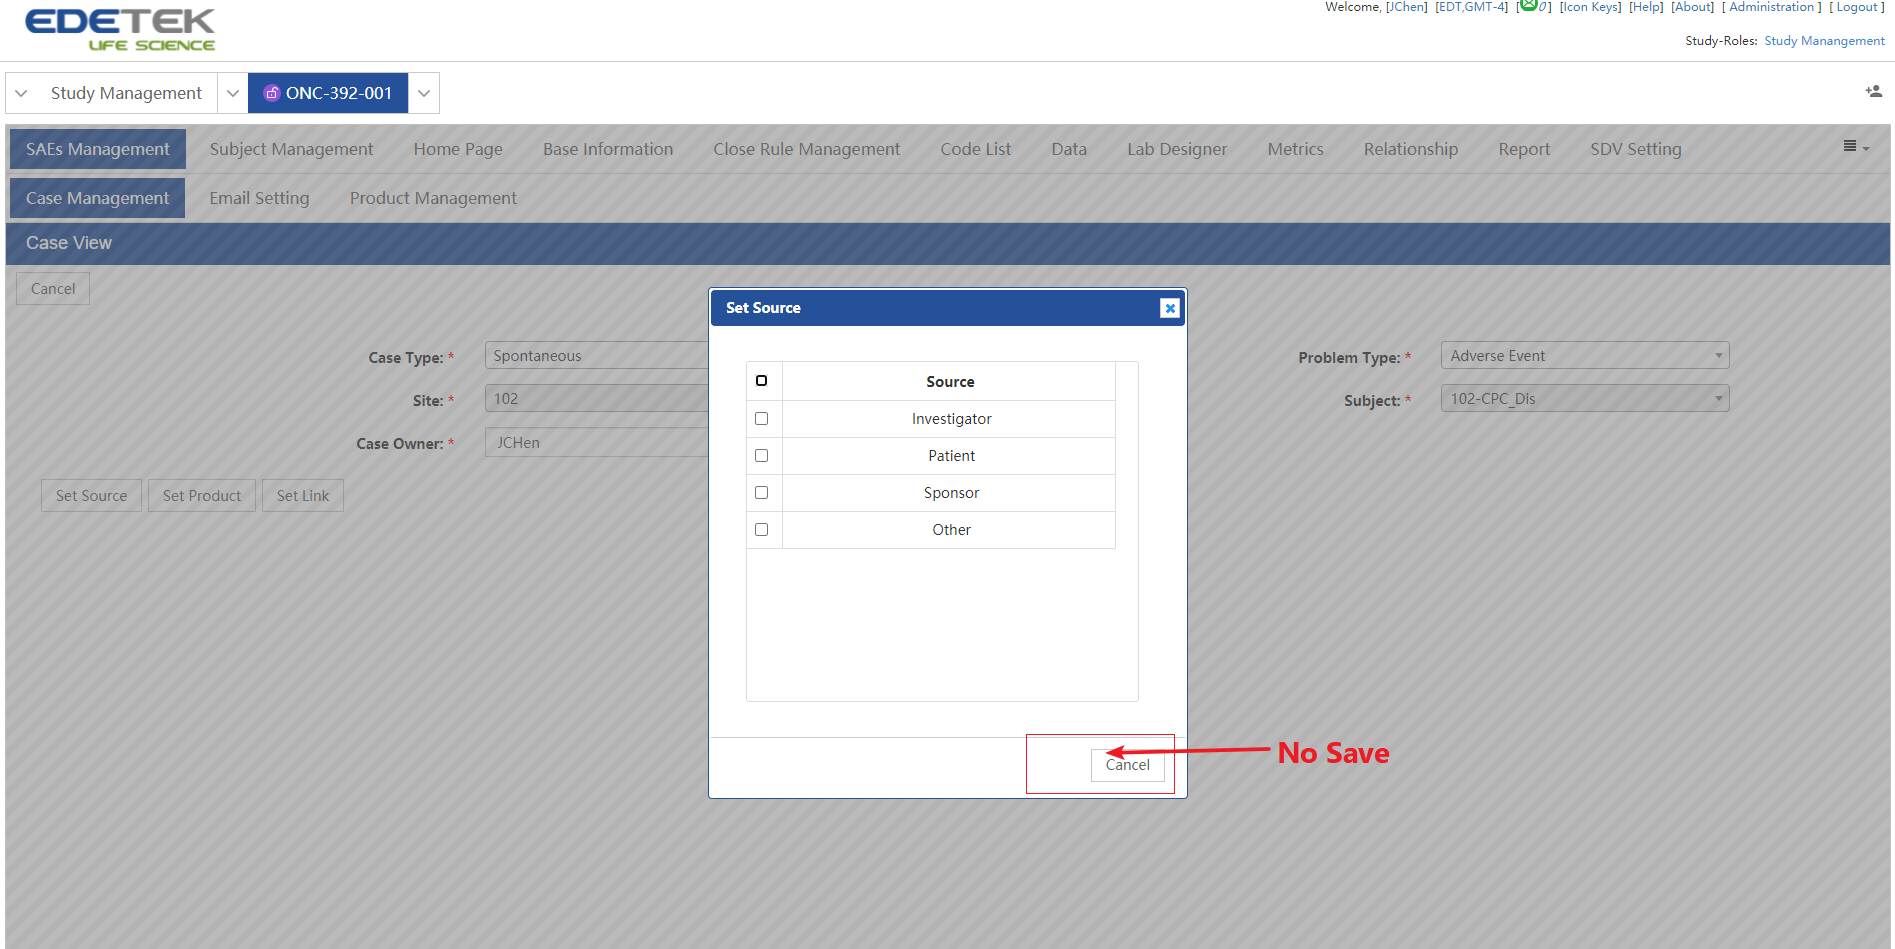 EDETEK
LIFE SCIENCE
Welcome, [JChen] [EDT,GMT-4] [0] [Icon Keys] [Help] [About] [ Administration ] [ Logout ]
Study-Roles: Study Manangement
Study Management
ONC-392-001
SAEs Management Subject Management Home Page Base Information Close Rule Management Code List Data Lab Designer Metrics Relationship Report SDV Setting
Case Management Email Setting Product Management
Case View
Cancel
Set Source
Case Type: * Spontaneous
Problem Type: * Adverse Event
Site: * 102
Subject: * 102-CPC_Dis
Case Owner: * JCHen
Set Source Set Product Set Link
Source
Investigator
Patient
Sponsor
Other
Cancel
No Save